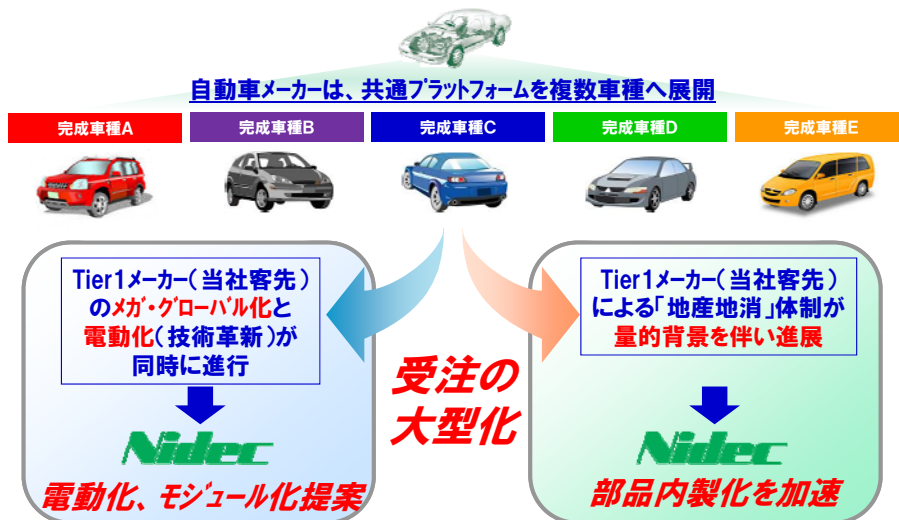 自動車メーカーは、共通プラットフォームを複数車種へ展開
完成車種A
完成車種B
完成車種C
完成車種D
完成車種E
Tier1メーカー(当社客先)
のメガ・グローバル化と
電動化(技術革新)が
同時に進行
Nidec
電動化、モジュール化提案
受注の
大型化
Tier1メーカー(当社客先)
による「地産地消」体制が
量的背景を伴い進展
Nidec
部品内製化を加速